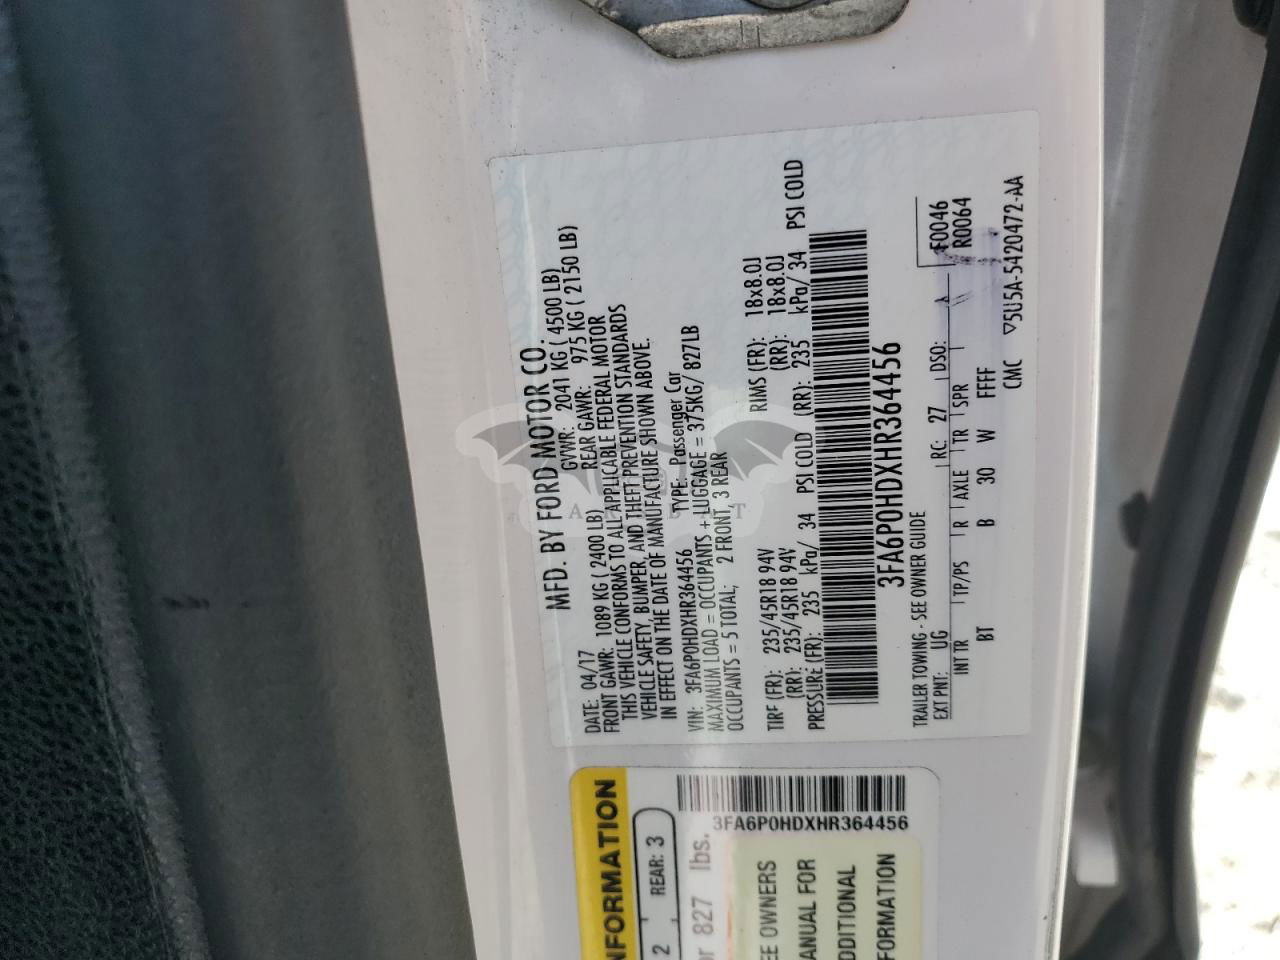 MFD. BY FORD MOTOR CO.
DATE: 04/17 GVWR: 2041 KG ( 4500 LB)
FRONT GAWR: 1089 KG ( 2400 LB) REAR GAWR: 975 KG ( 2150 LB)
THIS VEHICLE CONFORMS TO ALL APPLICABLE FEDERAL MOTOR
VEHICLE SAFETY, BUMPER, AND THEFT PREVENTION STANDARDS
IN EFFECT ON THE DATE OF MANUFACTURE SHOWN ABOVE.
VIN: 3FA6P0HDXHR364456 TYPE: Passenger Car
MAXIMUM LOAD = OCCUPANTS + LUGGAGE = 375KG/ 827LB
OCCUPANTS = 5 TOTAL; 2 FRONT, 3 REAR
TIRE (FR): 235/45R18 94V RIMS (FR): 18x8.0J
(RR): 235/45R18 94V (RR): 18x8.0J
PRESSURE (FR): 235 kPa/ 34 PSI COLD (RR): 235 kPa/ 34 PSI COLD
3FA6P0HDXHR364456
TRAILER TOWING - SEE OWNER GUIDE F0046
EXT PNT: UG RC: 27 DSO: R0064
INT TR TP/PS R AXLE TR SPR
BT B 30 W FFFF
CMC ▽5U5A-5420472-AA
NFORMATION
2 REAR: 3
or 827 lbs.
3FA6P0HDXHR364456
EE OWNERS
ANUAL FOR
DDITIONAL
FORMATION